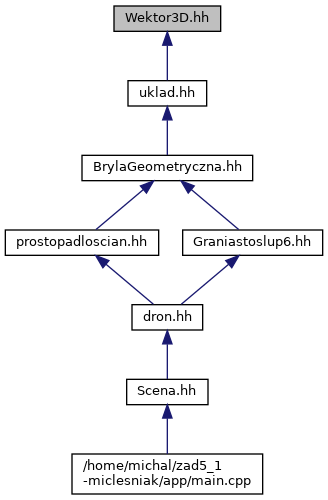 Wektor3D.hh
uklad.hh
BrylaGeometryczna.hh
prostopadloscian.hh
Graniastoslup6.hh
dron.hh
Scena.hh
/home/michal/zad5_1
-miclesniak/app/main.cpp